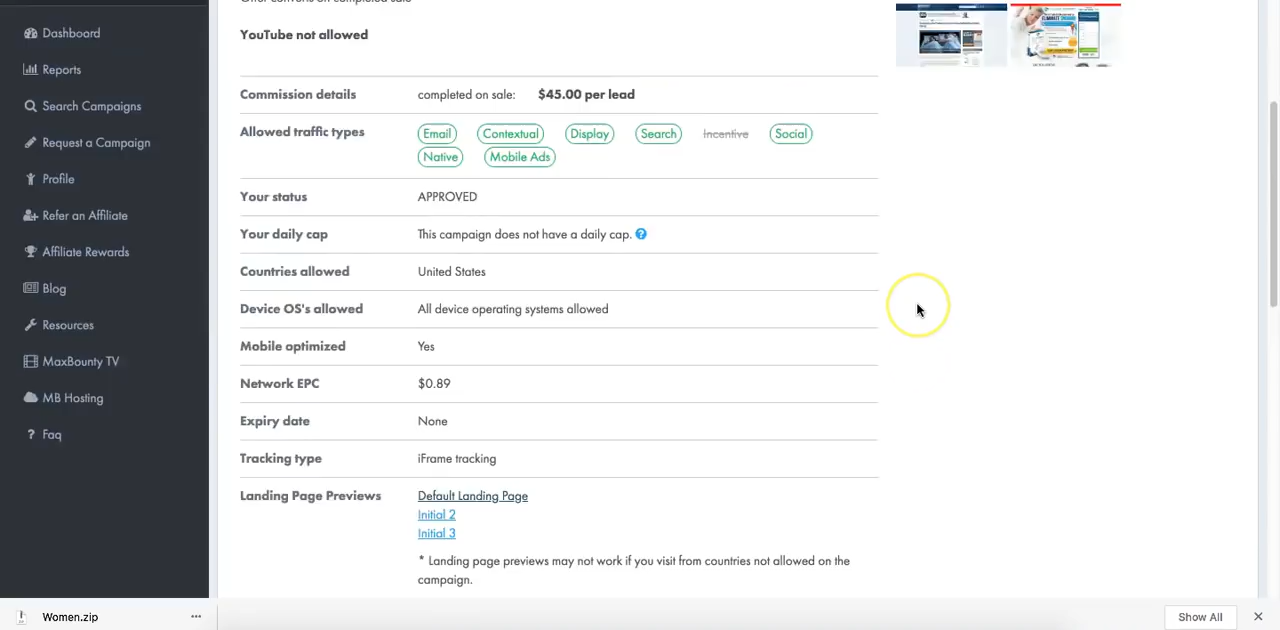 Dashboard
Reports
Search Campaigns
Request a Campaign
Profile
Refer an Affiliate
Affiliate Rewards
Blog
Resources
MaxBounty TV
MB Hosting
? Faq
YouTube not allowed
Commission details completed on sale: $45.00 per lead
Allowed traffic types Email Contextual Display Search Incentive Social
Native Mobile Ads
Your status APPROVED
Your daily cap This campaign does not have a daily cap. ?
Countries allowed United States
Device OS's allowed All device operating systems allowed
Mobile optimized Yes
Network EPC $0.89
Expiry date None
Tracking type iFrame tracking
Landing Page Previews Default Landing Page
Initial 2
Initial 3
* Landing page previews may not work if you visit from countries not allowed on the
campaign.
Women.zip
Show All